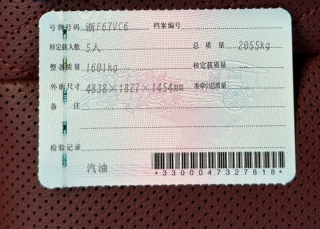 号牌号码 浙F67VC6 档案编号
核定载人数 5人 总质量 2055kg
整备质量 1601kg 核定载质量
外廓尺寸 4838×1827×1454mm 准牵引总质量
备注
检验记录
汽油
*3300047327818*